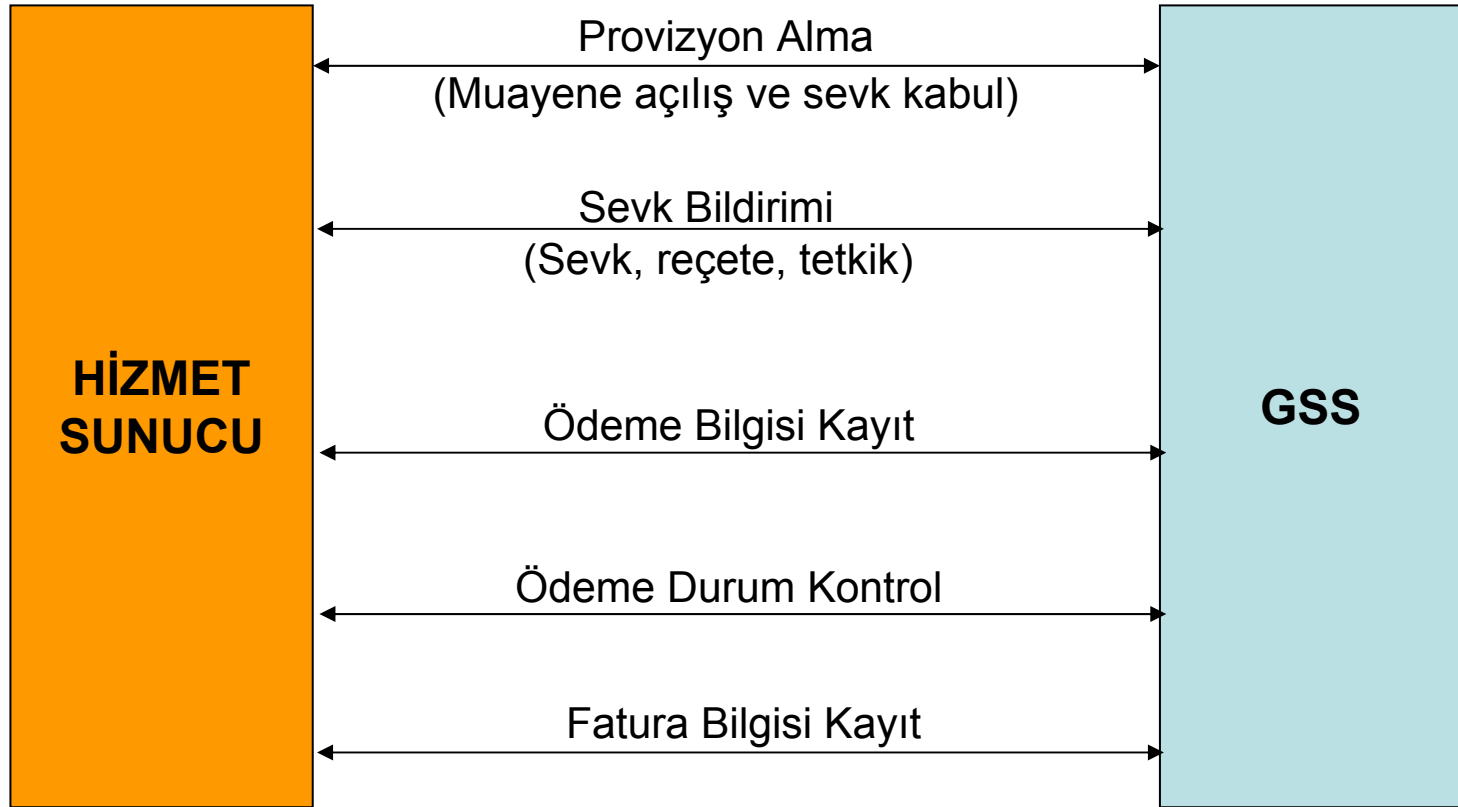 Provizyon Alma
(Muayene açılış ve sevk kabul)
Sevk Bildirimi
(Sevk, reçete, tetkik)
HİZMET
SUNUCU
GSS
Ödeme Bilgisi Kayıt
Ödeme Durum Kontrol
Fatura Bilgisi Kayıt